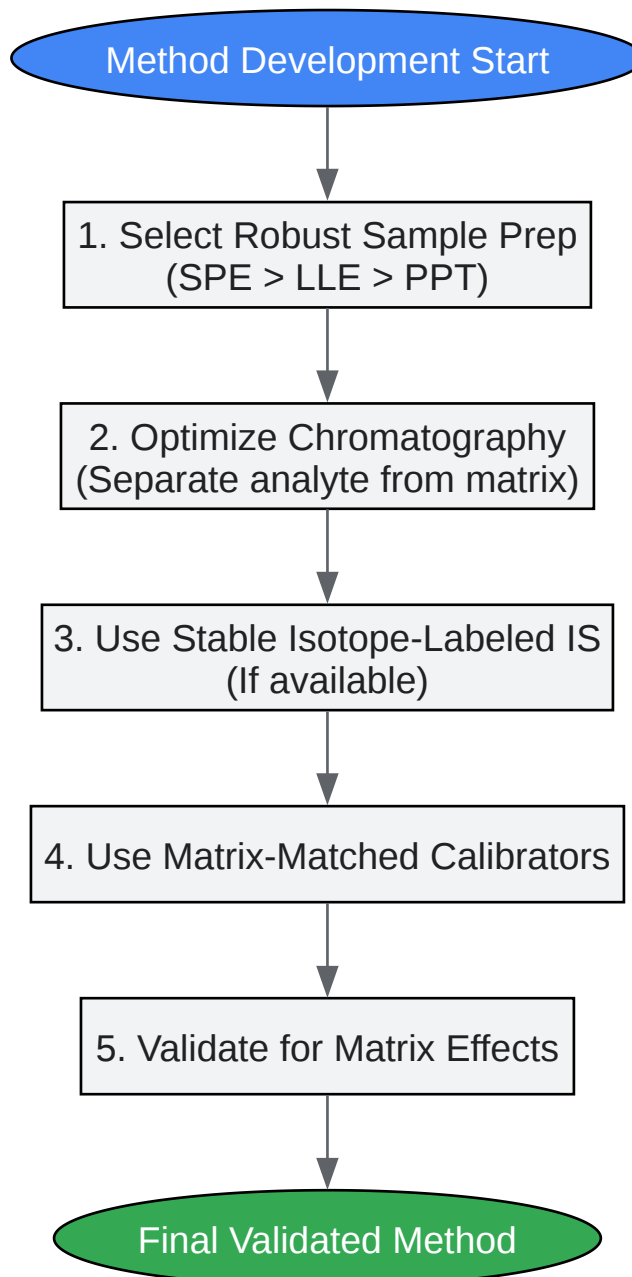 Method Development Start
1. Select Robust Sample Prep
(SPE > LLE > PPT)
2. Optimize Chromatography
(Separate analyte from matrix)
3. Use Stable Isotope-Labeled IS
(If available)
4. Use Matrix-Matched Calibrators
5. Validate for Matrix Effects
Final Validated Method